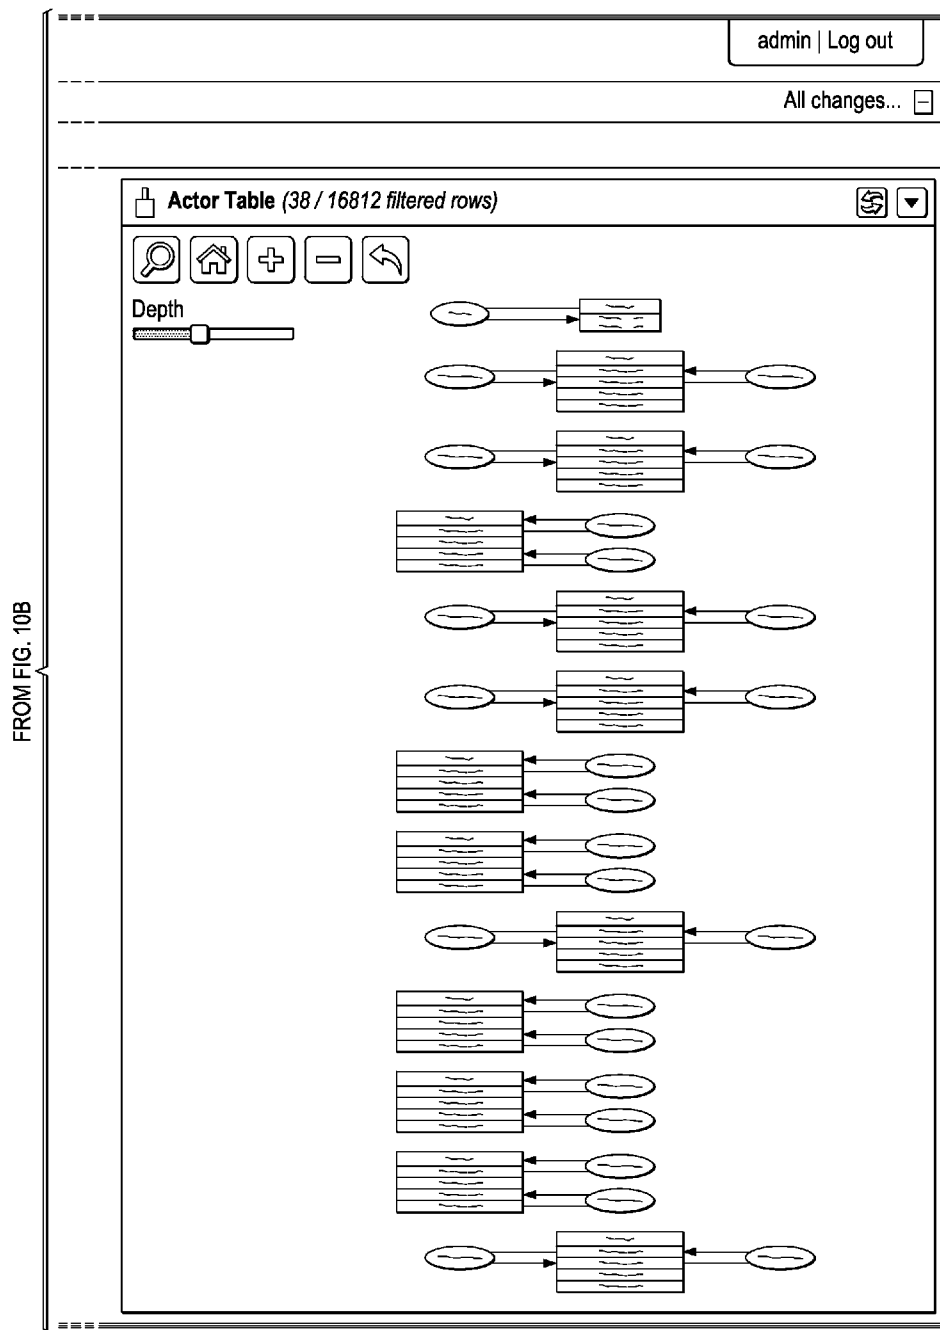 admin | Log out
All changes...
Actor Table (38 / 16812 filtered rows)
Depth
FROM FIG. 10B